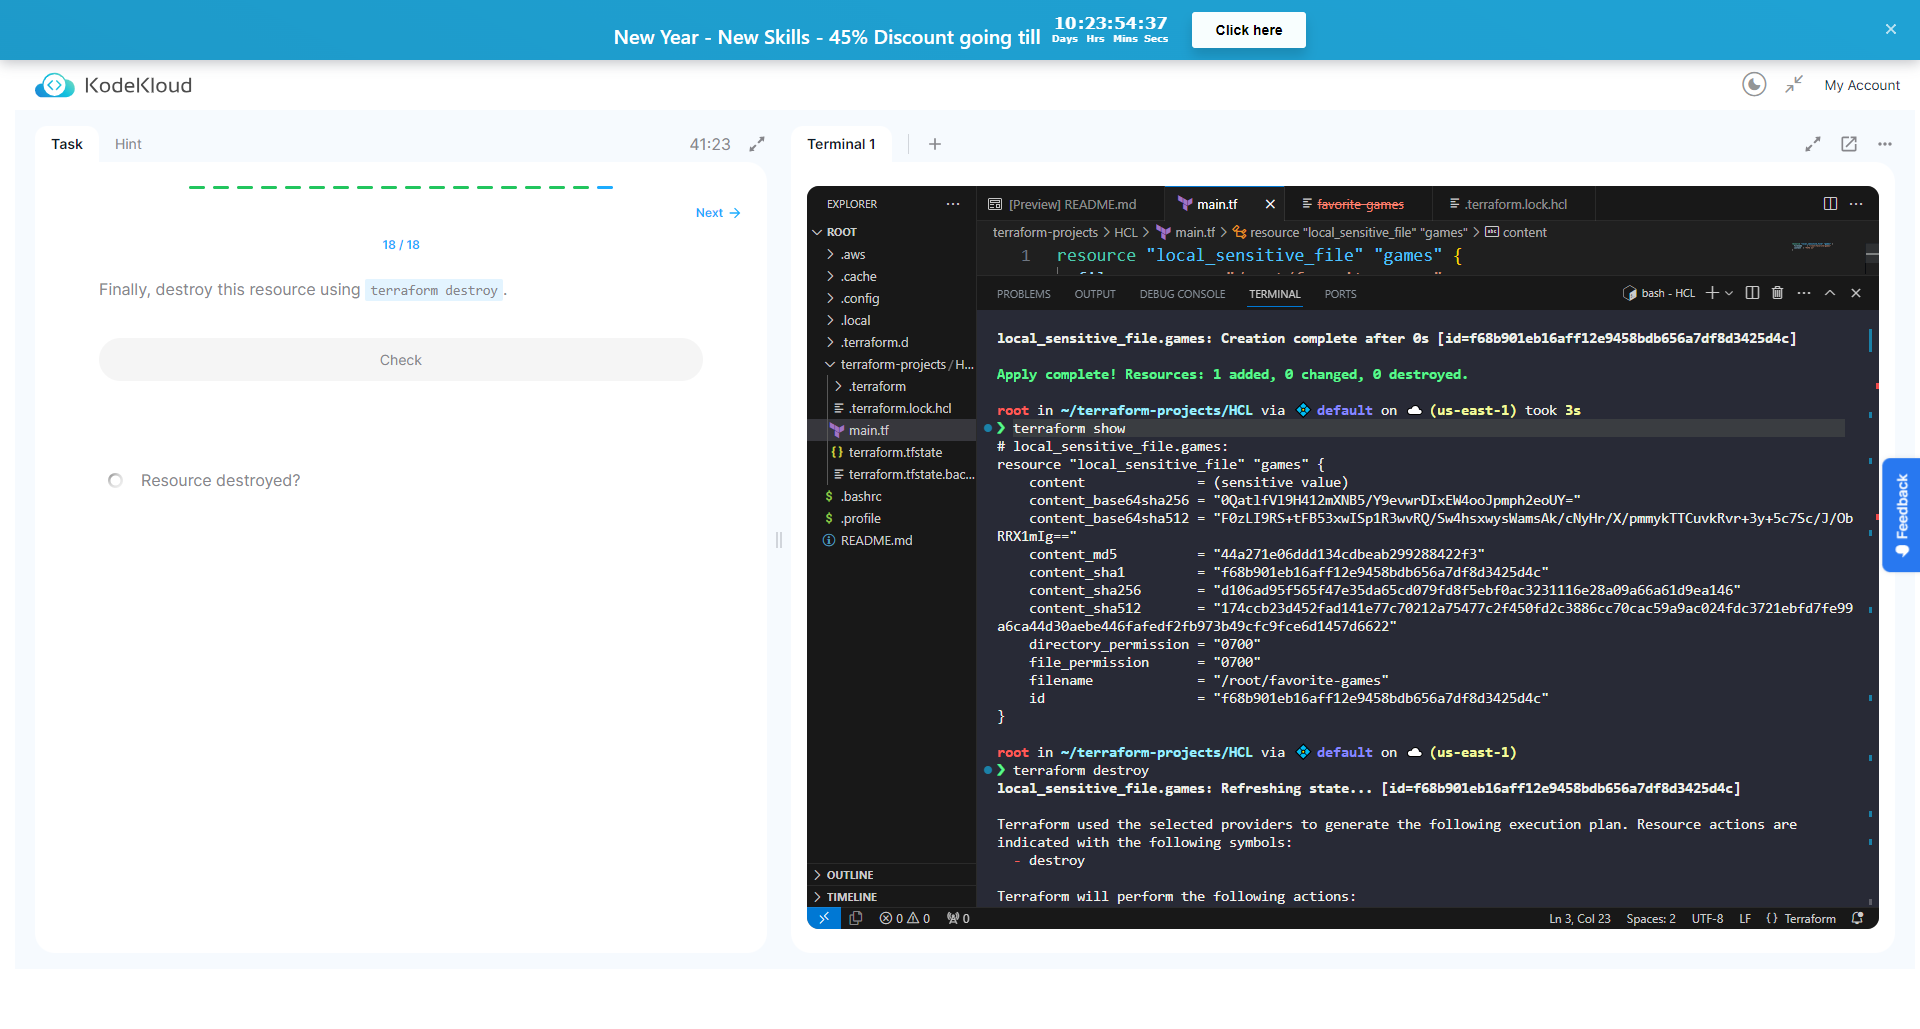 New Year - New Skills - 45% Discount going till
10:23:54:37
Days Hrs Mins Secs
Click here
KodeKloud
My Account
Task
Hint
41:23
Next
18 / 18
Finally, destroy this resource using terraform destroy.
Check
Resource destroyed?
Terminal 1
EXPLORER
ROOT
.aws
.cache
.config
.local
.terraform.d
terraform-projects / H...
.terraform
.terraform.lock.hcl
main.tf
terraform.tfstate
terraform.tfstate.bac...
.bashrc
.profile
README.md
OUTLINE
TIMELINE
[Preview] README.md
main.tf
favorite-games
.terraform.lock.hcl
terraform-projects > HCL > main.tf > resource "local_sensitive_file" "games" > content
1 resource "local_sensitive_file" "games" {
PROBLEMS
OUTPUT
DEBUG CONSOLE
TERMINAL
PORTS
bash - HCL
local_sensitive_file.games: Creation complete after 0s [id=f68b901eb16aff12e9458bdb656a7df8d3425d4c]
Apply complete! Resources: 1 added, 0 changed, 0 destroyed.
root in ~/terraform-projects/HCL via default on (us-east-1) took 3s
❯ terraform show
# local_sensitive_file.games:
resource "local_sensitive_file" "games" {
content = (sensitive value)
content_base64sha256 = "0QatlfVl9H412mXNB5/Y9evwrDIxEW4ooJpmph2eoUY="
content_base64sha512 = "F0zLI9RS+tFB53xwISp1R3wvRQ/Sw4hsxwysWamsAk/cNyHr/X/pmmykTTCuvkRvr+3y+5c7Sc/J/Ob
RRX1mIg=="
content_md5 = "44a271e06ddd134cdbeab299288422f3"
content_sha1 = "f68b901eb16aff12e9458bdb656a7df8d3425d4c"
content_sha256 = "d106ad95f565f47e35da65cd079fd8f5ebf0ac3231116e28a09a66a61d9ea146"
content_sha512 = "174ccb23d452fad141e77c70212a75477c2f450fd2c3886cc70cac59a9ac024fdc3721ebfd7fe99
a6ca44d30aebe446fafedf2fb973b49cfc9fce6d1457d6622"
directory_permission = "0700"
file_permission = "0700"
filename = "/root/favorite-games"
id = "f68b901eb16aff12e9458bdb656a7df8d3425d4c"
}
root in ~/terraform-projects/HCL via default on (us-east-1)
❯ terraform destroy
local_sensitive_file.games: Refreshing state... [id=f68b901eb16aff12e9458bdb656a7df8d3425d4c]
Terraform used the selected providers to generate the following execution plan. Resource actions are
indicated with the following symbols:
- destroy
Terraform will perform the following actions:
0 0
0
Ln 3, Col 23
Spaces: 2
UTF-8
LF
{ } Terraform
Feedback